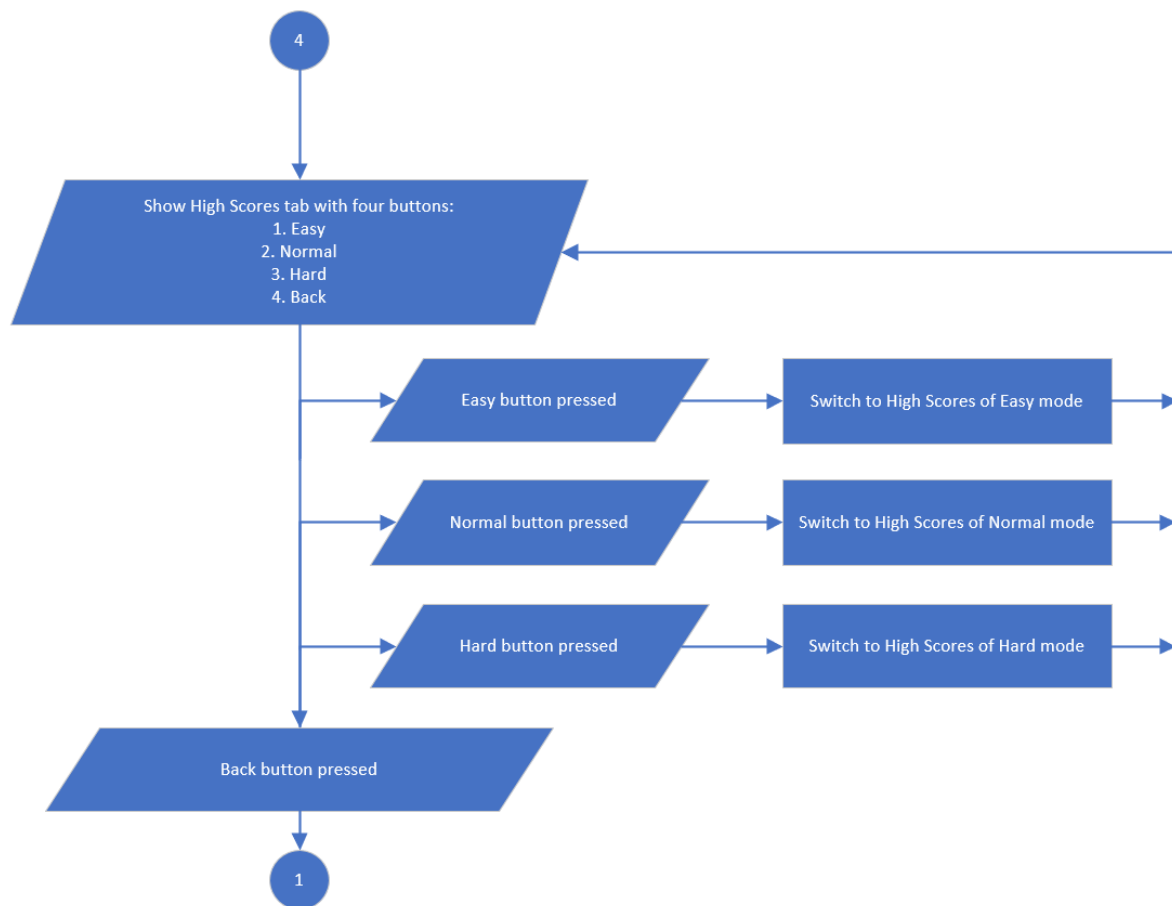 4
Show High Scores tab with four buttons:
1. Easy
2. Normal
3. Hard
4. Back
Easy button pressed
Switch to High Scores of Easy mode
Normal button pressed
Switch to High Scores of Normal mode
Hard button pressed
Switch to High Scores of Hard mode
Back button pressed
1